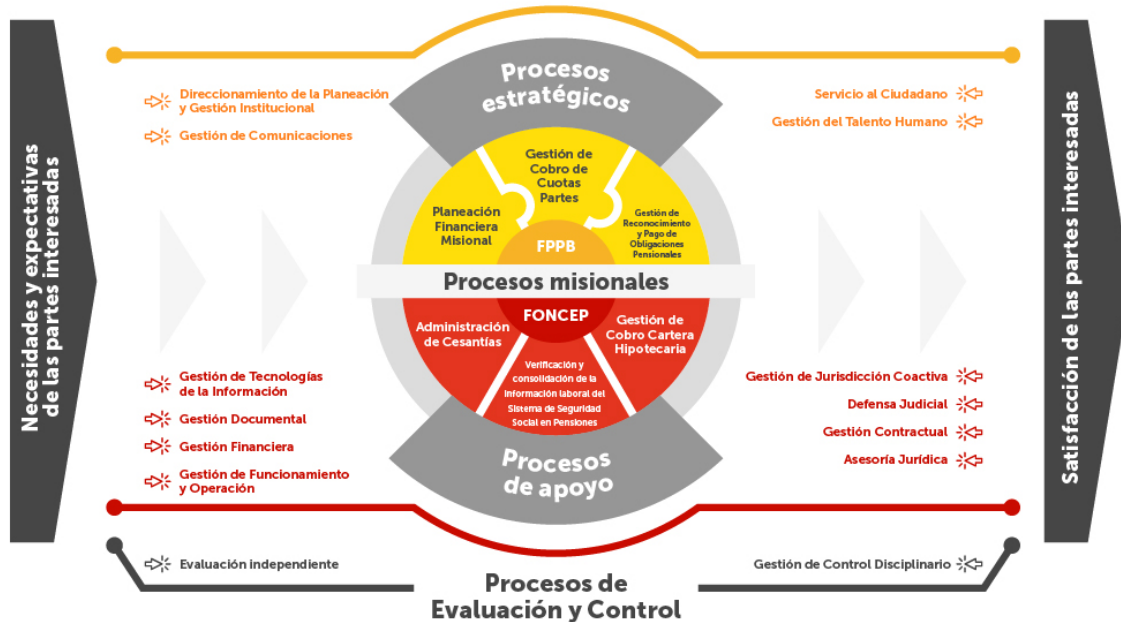 Necesidades y expectativas
de las partes interesadas
Procesos
estratégicos
Direccionamiento de la Planeación
y Gestión Institucional
Gestión de Comunicaciones
Servicio al Ciudadano
Gestión del Talento Humano
Planeación
Financiera
Misional
Gestión de
Cobro de
Cuotas
Partes
Gestión de
Reconocimiento
y Pago de
Obligaciones
Pensionales
FPPB
Procesos misionales
FONCEP
Administración
de Cesantías
Verificación y
consolidación de la
información laboral del
Sistema de Seguridad
Social en Pensiones
Gestión de
Cobro Cartera
Hipotecaria
Gestión de Tecnologías
de la Información
Gestión Documental
Gestión Financiera
Gestión de Funcionamiento
y Operación
Gestión de Jurisdicción Coactiva
Defensa Judicial
Gestión Contractual
Asesoría Jurídica
Procesos
de apoyo
Evaluación independiente
Gestión de Control Disciplinario
Procesos de
Evaluación y Control
Satisfacción de las partes interesadas